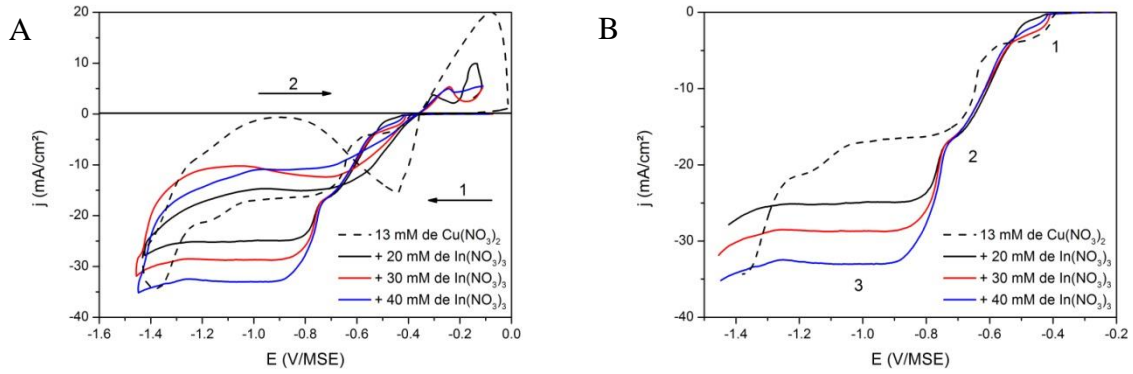 A
20
10
0
-10
-20
-30
-40
j (mA/cm²)
2
1
13 mM de Cu(NO₃)₂
+ 20 mM de In(NO₃)₃
+ 30 mM de In(NO₃)₃
+ 40 mM de In(NO₃)₃
-1.6 -1.4 -1.2 -1.0 -0.8 -0.6 -0.4 -0.2 0.0
E (V/MSE)
B
0
-10
-20
-30
-40
j (mA/cm²)
1
2
3
13 mM de Cu(NO₃)₂
+ 20 mM de In(NO₃)₃
+ 30 mM de In(NO₃)₃
+ 40 mM de In(NO₃)₃
-1.4 -1.2 -1.0 -0.8 -0.6 -0.4 -0.2
E (V/MSE)